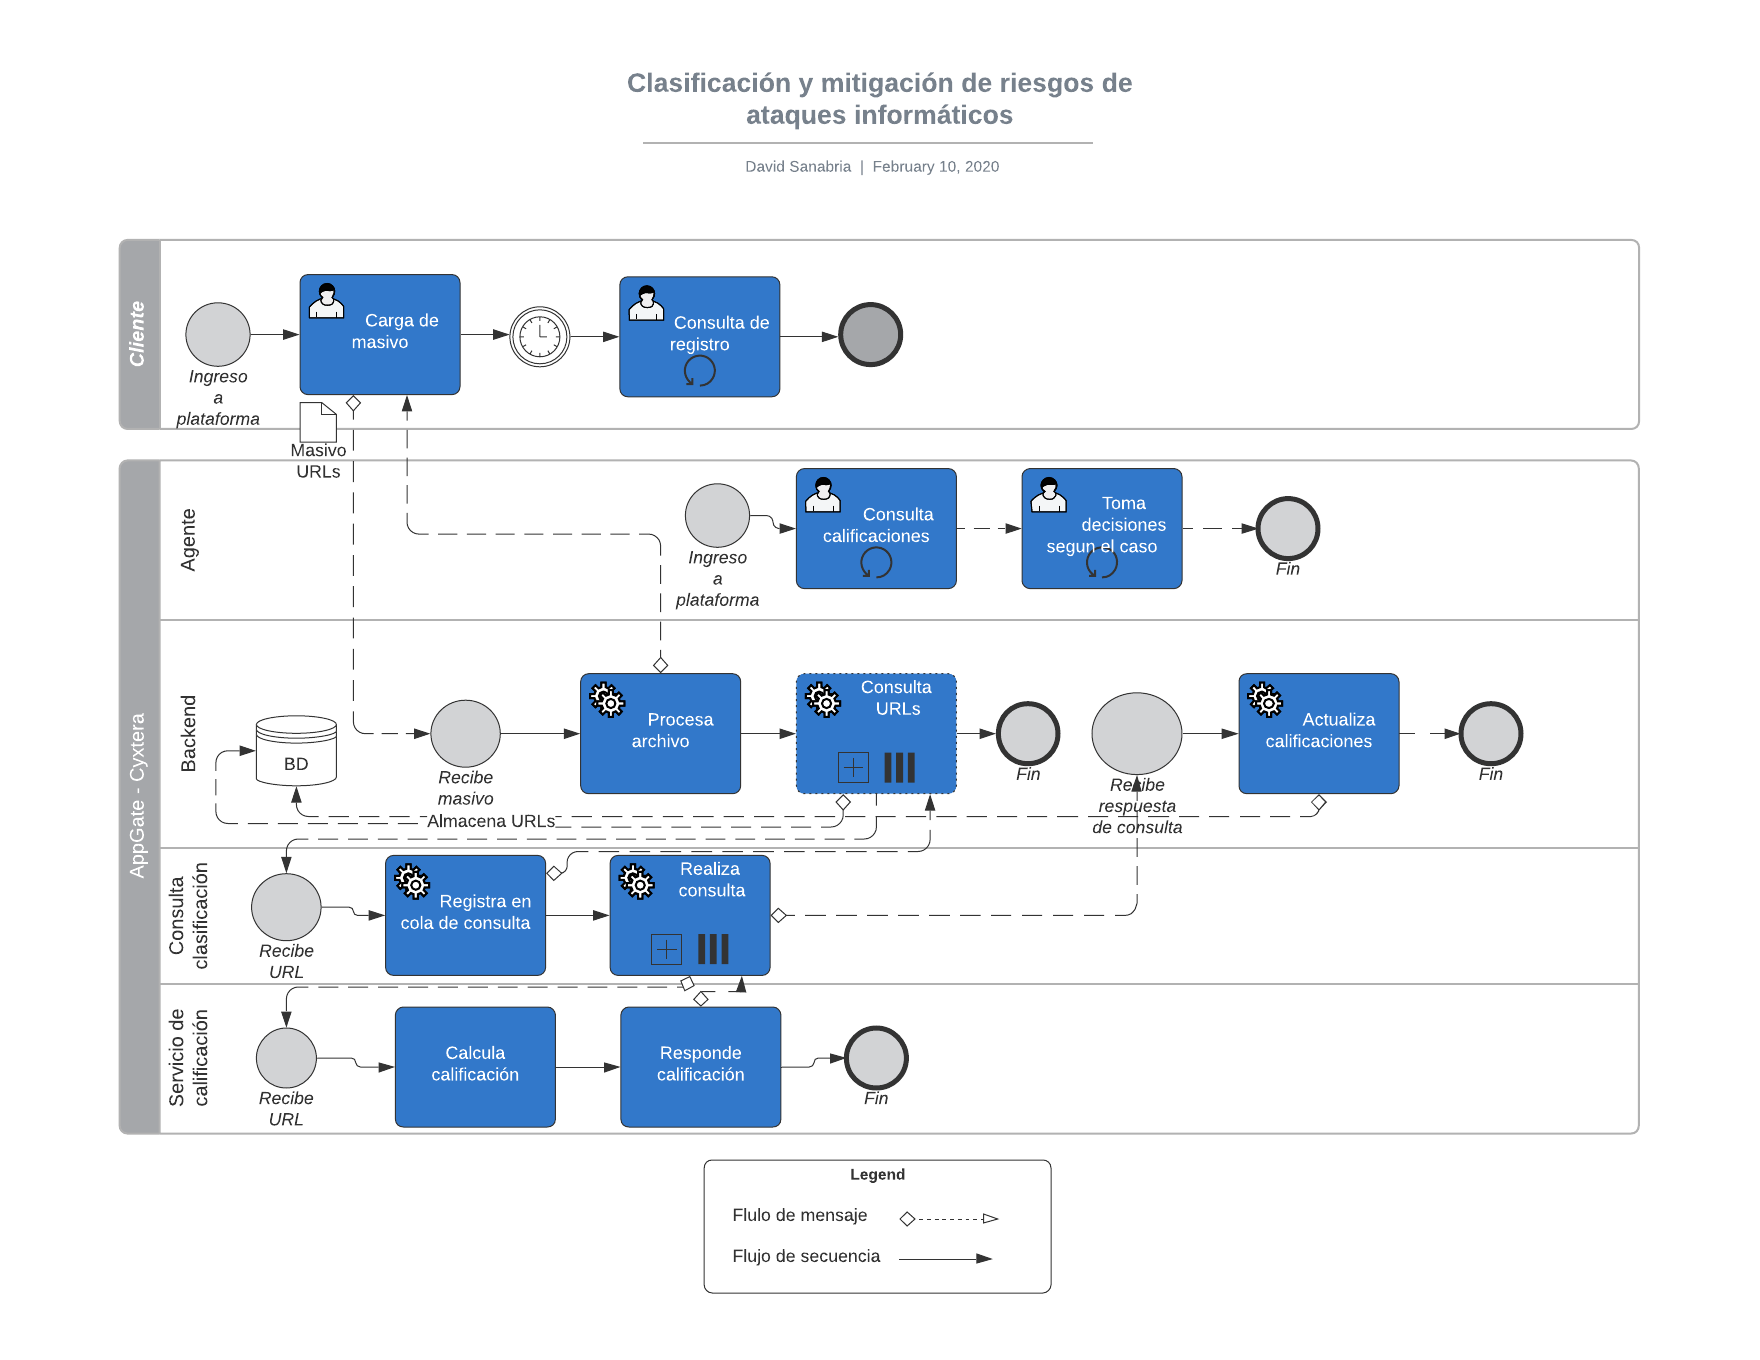 Clasificación y mitigación de riesgos de
ataques informáticos
David Sanabria | February 10, 2020
Cliente
Ingreso
a
plataforma
Carga de
masivo
Consulta de
registro
Masivo
URLs
AppGate - Cyxtera
Agente
Ingreso
a
plataforma
Consulta
calificaciones
Toma
decisiones
segun el caso
Fin
Backend
BD
Recibe
masivo
Procesa
archivo
Consulta
URLs
Fin
Recibe
respuesta
de consulta
Actualiza
calificaciones
Fin
Almacena URLs
Consulta
clasificación
Recibe
URL
Registra en
cola de consulta
Realiza
consulta
Servicio de
calificación
Recibe
URL
Calcula
calificación
Responde
calificación
Fin
Legend
Flulo de mensaje
Flujo de secuencia